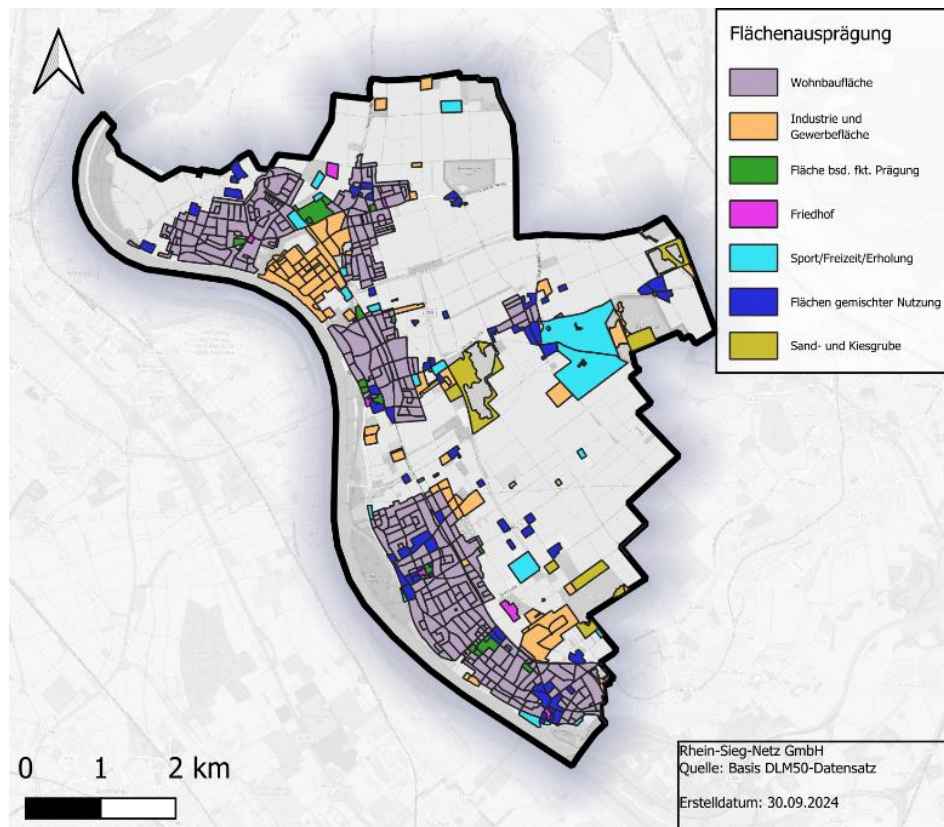 Flächenausprägung
Wohnbaufläche
Industrie und
Gewerbefläche
Fläche bsd. fkt. Prägung
Friedhof
Sport/Freizeit/Erholung
Flächen gemischter Nutzung
Sand- und Kiesgrube
0 1 2 km
Rhein-Sieg-Netz GmbH
Quelle: Basis DLM50-Datensatz
Erstelldatum: 30.09.2024